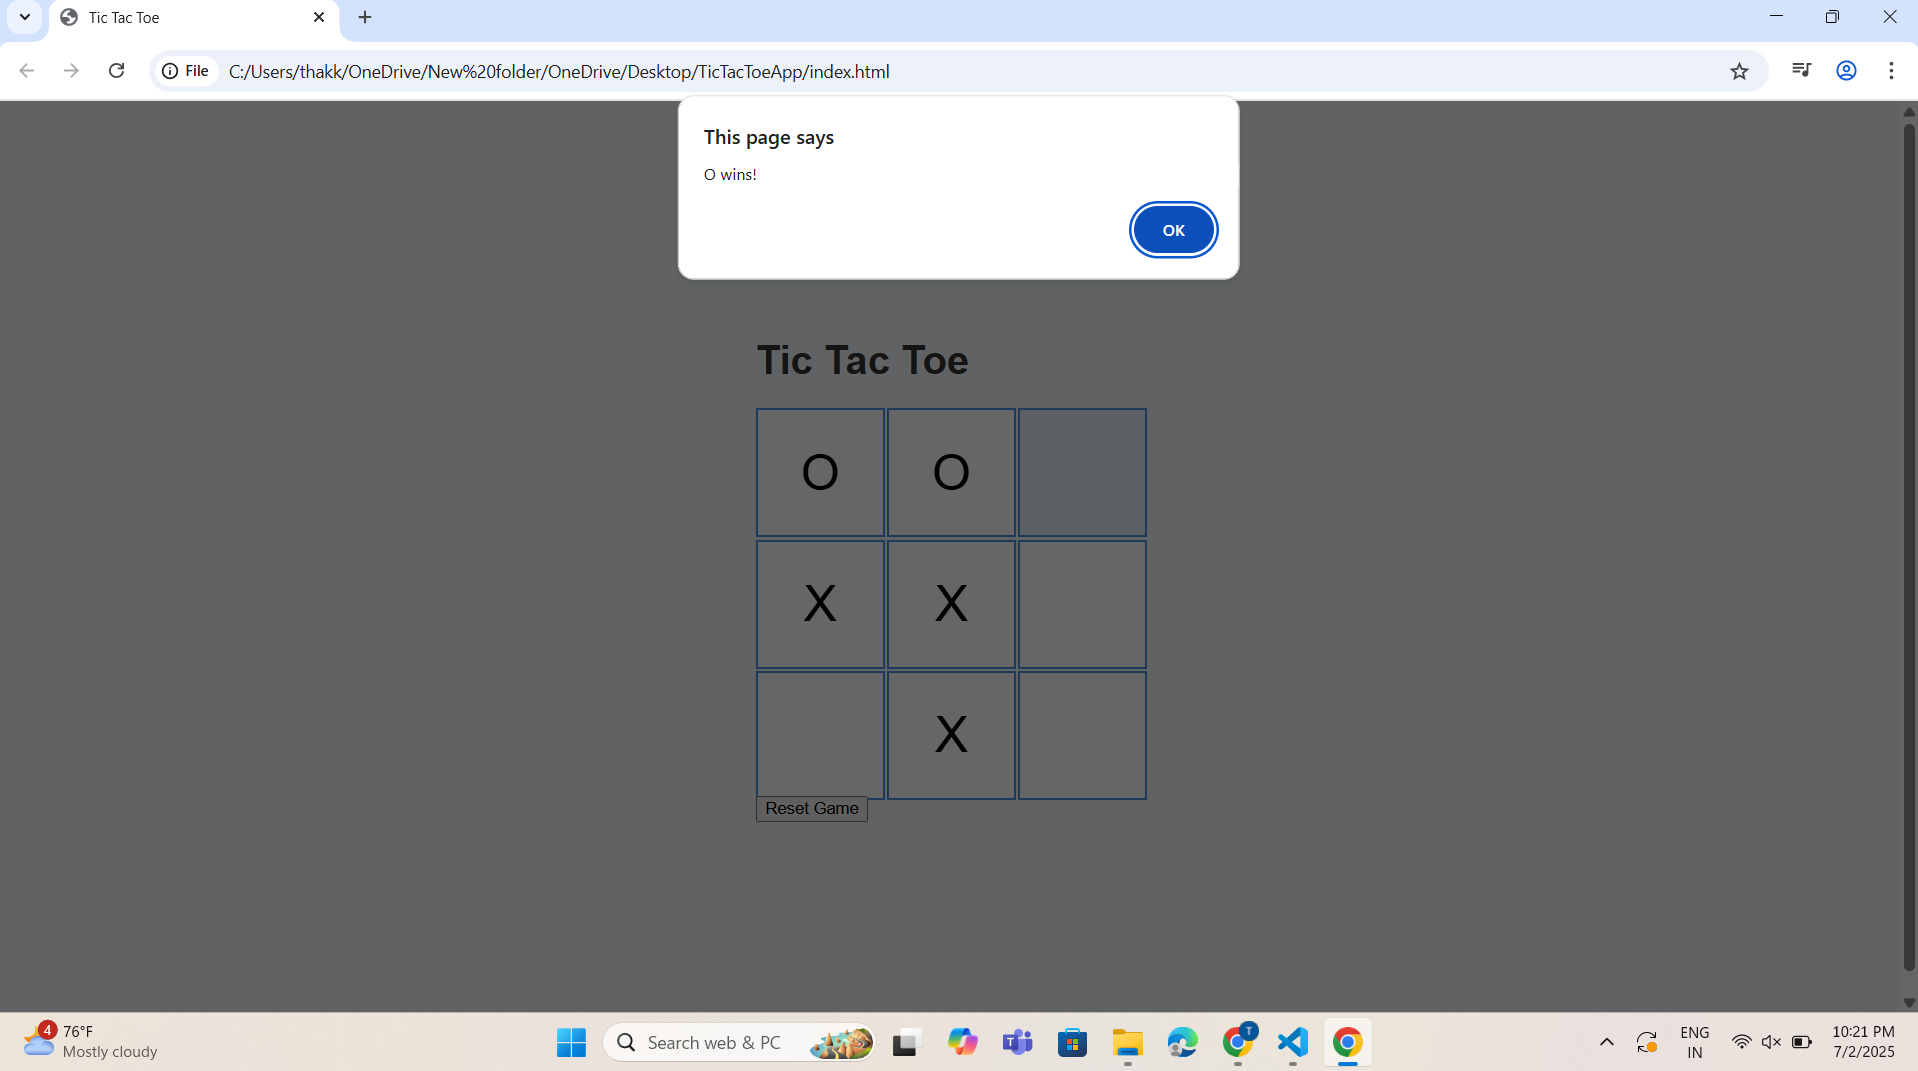 Tic Tac Toe
File
C:/Users/thakk/OneDrive/New%20folder/OneDrive/Desktop/TicTacToeApp/index.html
This page says
O wins!
OK
Tic Tac Toe
O O
X X
X
Reset Game
4
76°F
Mostly cloudy
Search web & PC
T
T
ENG
IN
10:21 PM
7/2/2025